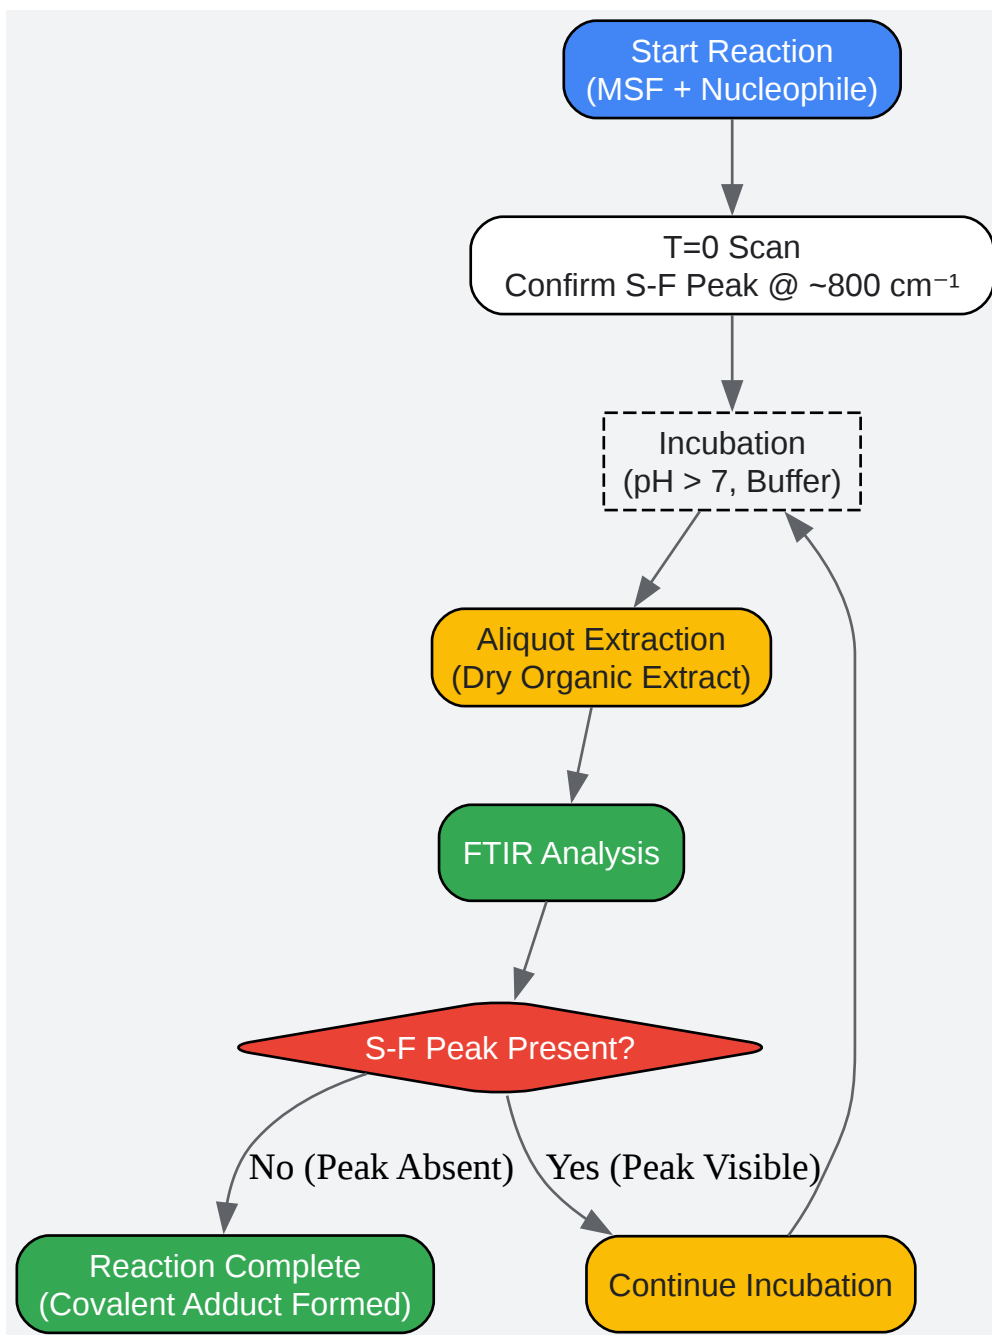 Start Reaction
(MSF + Nucleophile)
T=0 Scan
Confirm S-F Peak @ ~800 cm⁻¹
Incubation
(pH > 7, Buffer)
Aliquot Extraction
(Dry Organic Extract)
FTIR Analysis
S-F Peak Present?
No (Peak Absent)
Yes (Peak Visible)
Reaction Complete
(Covalent Adduct Formed)
Continue Incubation